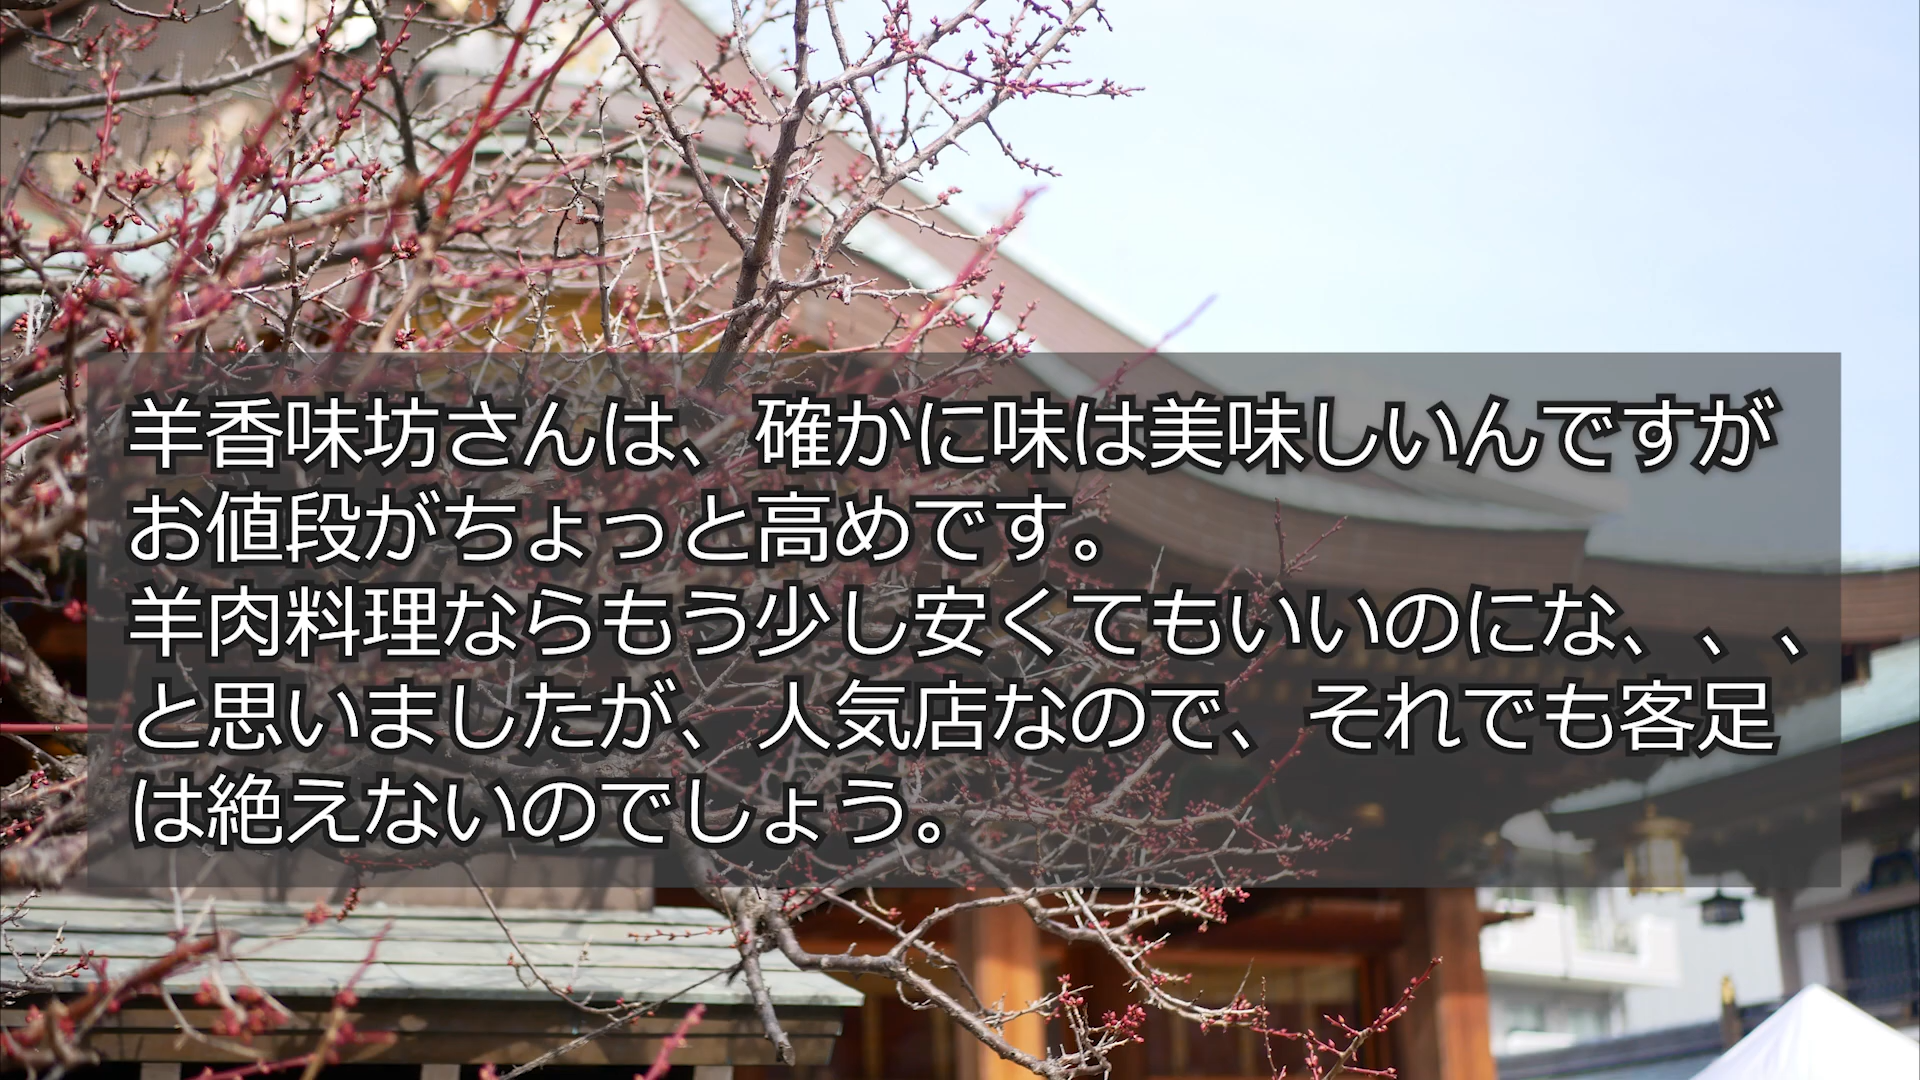 羊香味坊さんは、確かに味は美味しいんですが
お値段がちょっと高めです。
羊肉料理ならもう少し安くてもいいのにな、、、
と思いましたが、人気店なので、それでも客足
は絶えないのでしょう。